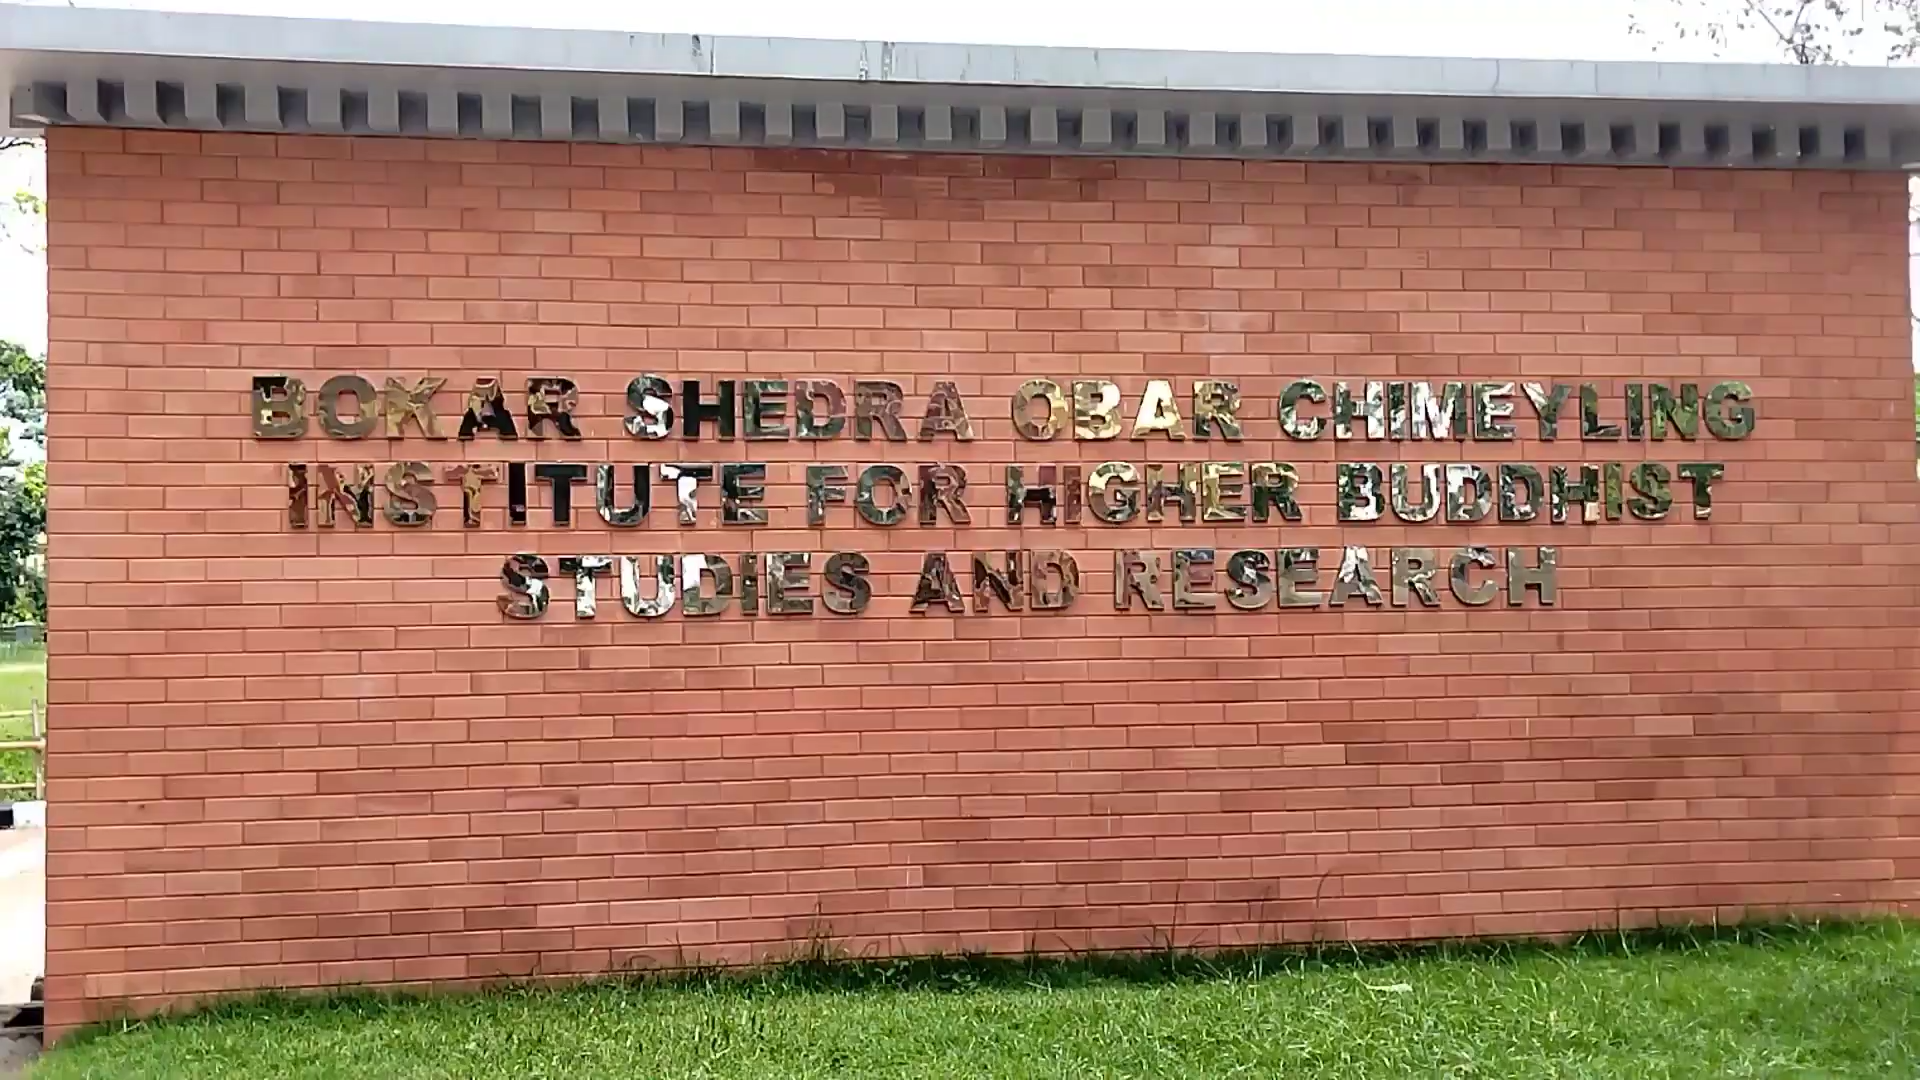 BOKAR SHEDRA OBAR CHIMEYLING
INSTITUTE FOR HIGHER BUDDHIST
STUDIES AND RESEARCH